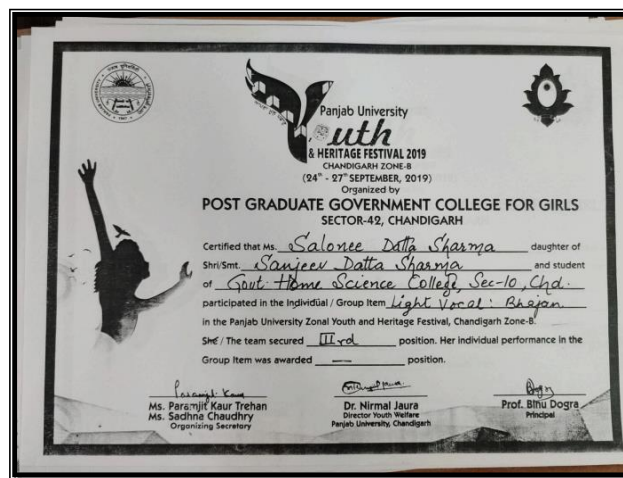 Panjab University
Youth
& HERITAGE FESTIVAL 2019
CHANDIGARH ZONE-B
(24th - 27th SEPTEMBER, 2019)
Organized by
POST GRADUATE GOVERNMENT COLLEGE FOR GIRLS
SECTOR-42, CHANDIGARH
Certified that Ms. Salonee Datta Sharma daughter of
Shri/Smt. Sanjeev Datta Sharma and student
of Govt. Home Science College, Sec-10, Chd.
participated in the Individual / Group Item Light Vocal: Bhajan
in the Panjab University Zonal Youth and Heritage Festival, Chandigarh Zone-B.
She / The team secured IIIrd position. Her individual performance in the
Group Item was awarded — position.
Paramjit Kaur
Ms. Paramjit Kaur Trehan
Ms. Sadhne Chaudhry
Organizing Secretary
Dr. Nirmal Jaura
Director Youth Welfare
Panjab University, Chandigarh
Prof. Binu Dogra
Principal